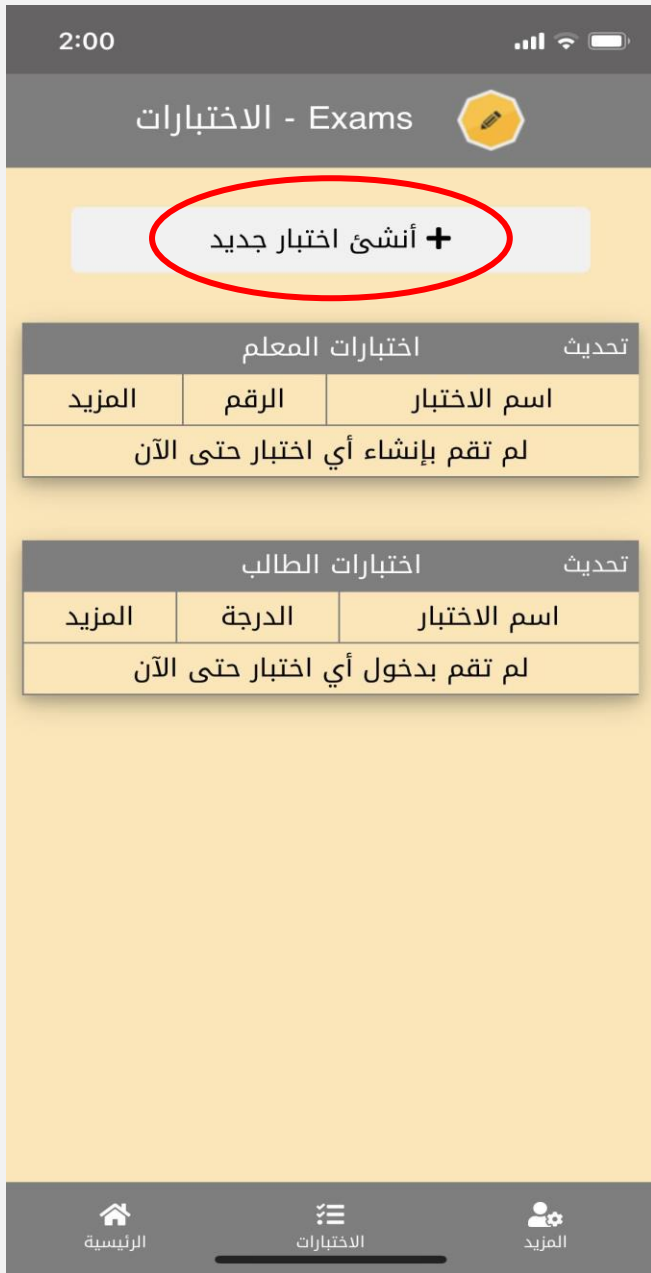 2:00
Exams - الاختبارات
أنشئ اختبار جديد
تحديث اختبارات المعلم
اسم الاختبار الرقم المزيد
لم تقم بإنشاء أي اختبار حتى الآن
تحديث اختبارات الطالب
اسم الاختبار الدرجة المزيد
لم تقم بدخول أي اختبار حتى الآن
المزيد الاختبارات الرئيسية